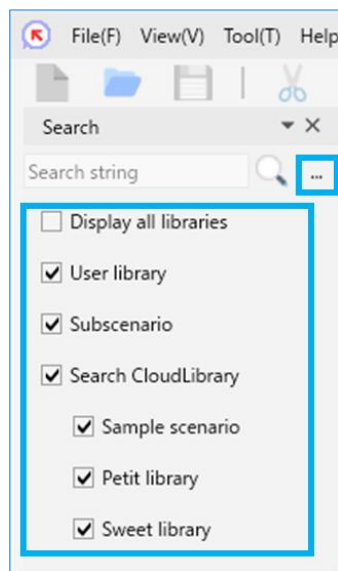 File(F) View(V) Tool(T) Help
Search
Search string ...
Display all libraries
User library
Subscenario
Search CloudLibrary
Sample scenario
Petit library
Sweet library